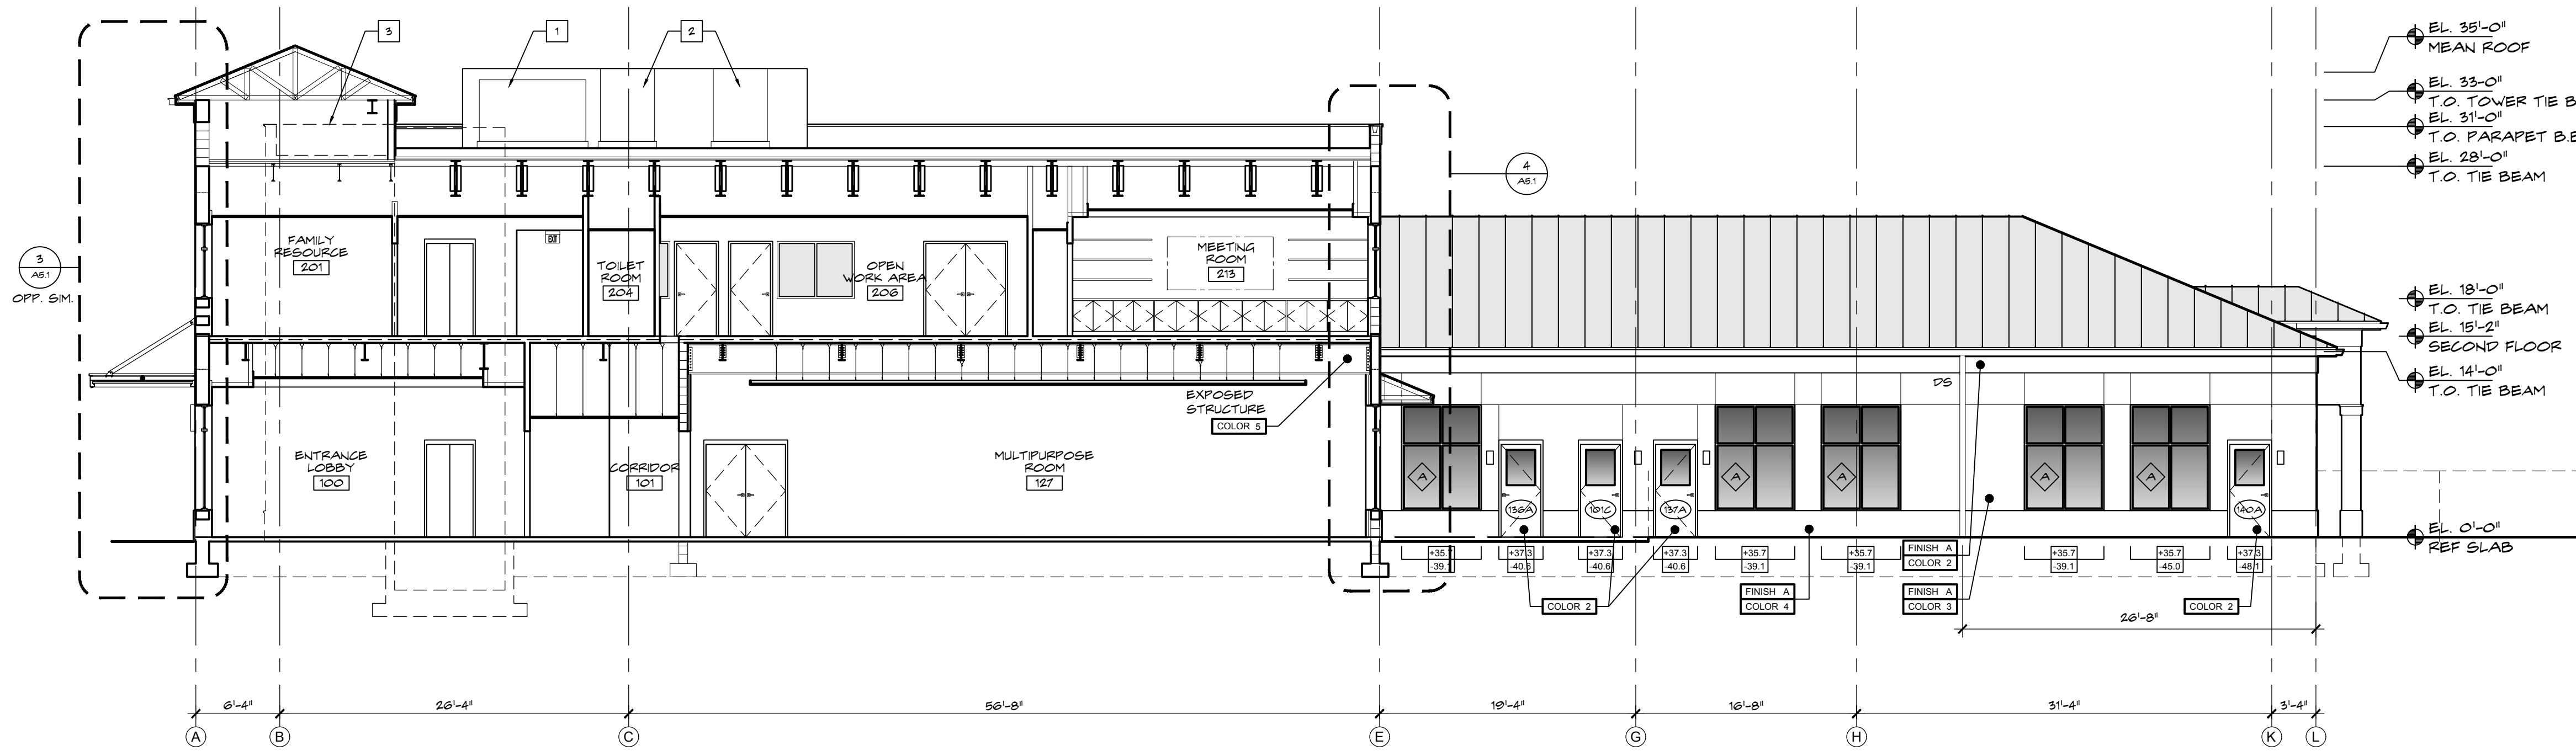 3
1
2
EL. 35'-0"
MEAN ROOF
EL. 33'-0"
T.O. TOWER TIE B
EL. 31'-0"
T.O. PARAPET B.E
EL. 28'-0"
T.O. TIE BEAM
4
A5.1
3
A5.1
OPP. SIM.
FAMILY
RESOURCE
201
EXIT
TOILET
ROOM
204
OPEN
WORK AREA
206
MEETING
ROOM
213
EL. 18'-0"
T.O. TIE BEAM
EL. 15'-2"
SECOND FLOOR
EL. 14'-0"
T.O. TIE BEAM
DS
EXPOSED
STRUCTURE
COLOR 5
ENTRANCE
LOBBY
100
CORRIDOR
101
MULTIPURPOSE
ROOM
127
A
A
A
A
A
136A
101C
137A
140A
EL. 0'-0"
REF SLAB
+35.7
-39.1
+37.3
-40.6
+37.3
-40.6
+37.3
-40.6
+35.7
-39.1
+35.7
-39.1
FINISH A
COLOR 2
+35.7
-39.1
+35.7
-45.0
+37.3
-48.1
COLOR 2
FINISH A
COLOR 4
FINISH A
COLOR 3
COLOR 2
26'-8"
6'-4"
26'-4"
56'-8"
19'-4"
16'-8"
31'-4"
3'-4"
A
B
C
E
G
H
K
L